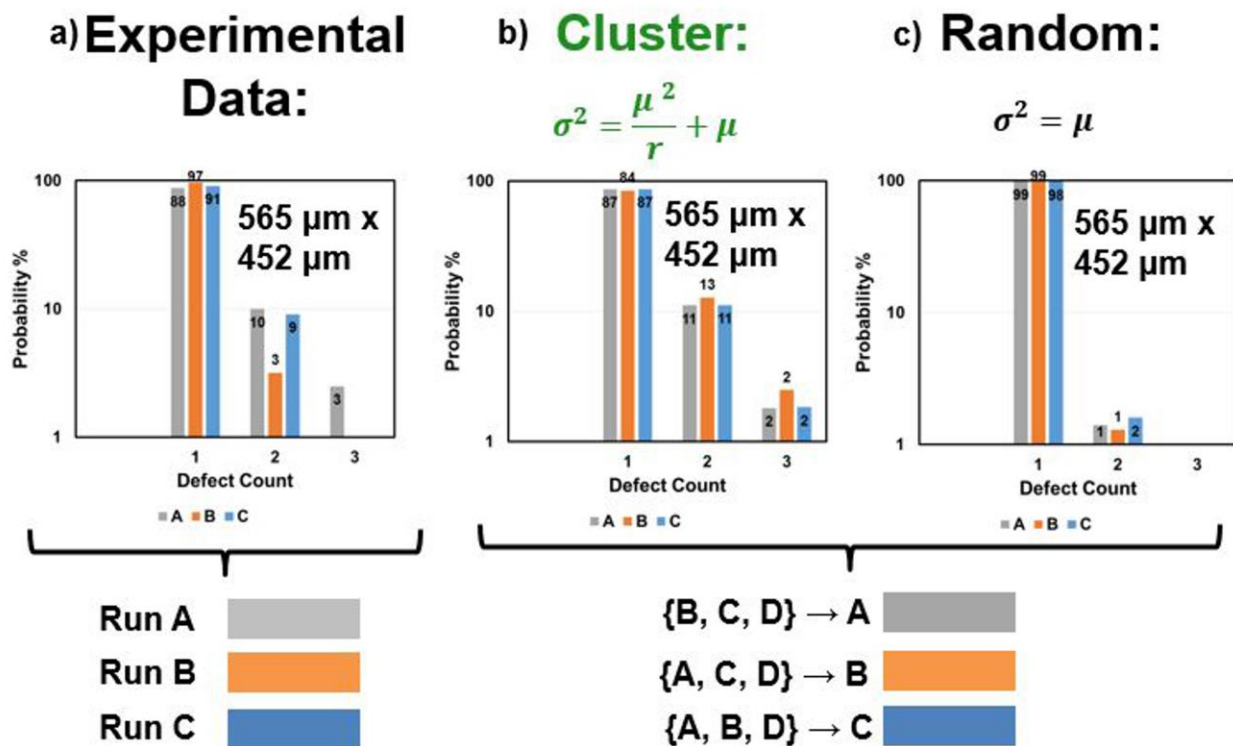 a) Experimental
Data:
100
10
1
Probability %
88
97
91
10
3
9
3
565 µm x
452 µm
1 2 3
Defect Count
A B C
Run A
Run B
Run C
b) Cluster:
σ² = μ²/r + μ
100
10
1
Probability %
87
84
87
11
13
11
2
2
2
565 µm x
452 µm
1 2 3
Defect Count
A B C
c) Random:
σ² = μ
100
10
1
Probability %
99
99
98
1
1
2
565 µm x
452 µm
1 2 3
Defect Count
A B C
{B, C, D} → A
{A, C, D} → B
{A, B, D} → C